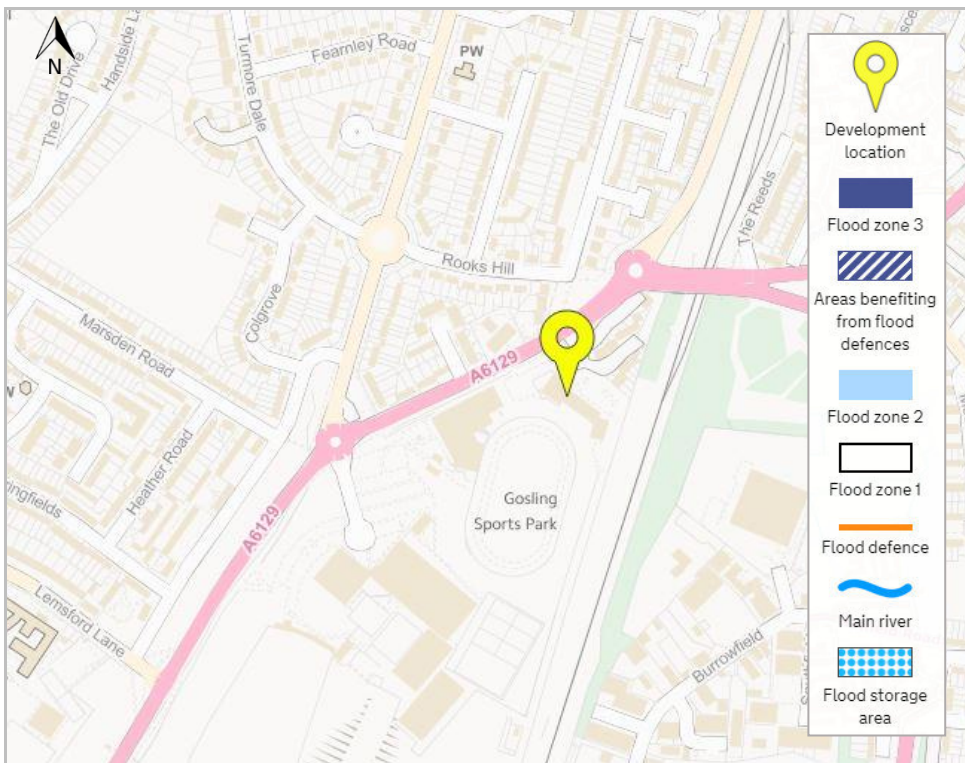 N
The Old Drive
Handside La
Turmore Dale
Fearnley Road
PW
The Reeds
Rooks Hill
Colgrove
Marsden Road
A6129
W
Heather Road
ringfields
Gosling
Sports Park
A6129
Lemsford Lane
Burrowfield
Development
location
Flood zone 3
Areas benefiting
from flood
defences
Flood zone 2
Flood zone 1
Flood defence
Main river
Flood storage
area